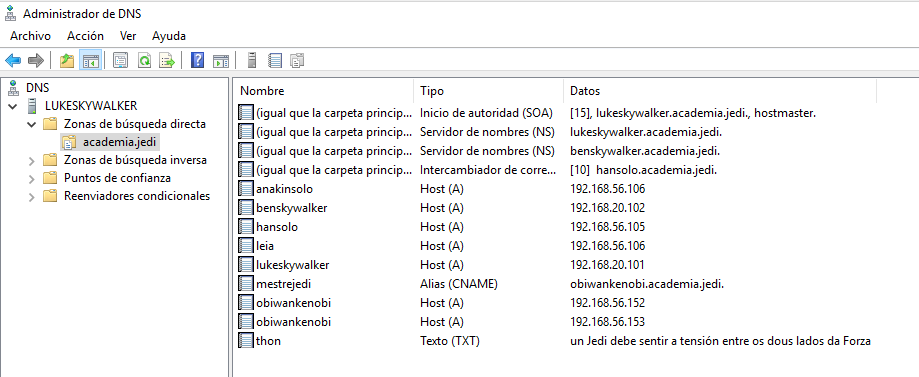 Administrador de DNS
Archivo Acción Ver Ayuda
DNS
LUKESKYWALKER
Zonas de búsqueda directa
academia.jedi
Zonas de búsqueda inversa
Puntos de confianza
Reenviadores condicionales
Nombre Tipo Datos
(igual que la carpeta princip... Inicio de autoridad (SOA) [15], lukeskywalker.academia.jedi., hostmaster.
(igual que la carpeta princip... Servidor de nombres (NS) lukeskywalker.academia.jedi.
(igual que la carpeta princip... Servidor de nombres (NS) benskywalker.academia.jedi.
(igual que la carpeta princip... Intercambiador de corre... [10] hansolo.academia.jedi.
anakinsolo Host (A) 192.168.56.106
benskywalker Host (A) 192.168.20.102
hansolo Host (A) 192.168.56.105
leia Host (A) 192.168.56.106
lukeskywalker Host (A) 192.168.20.101
mestrejedi Alias (CNAME) obiwankenobi.academia.jedi.
obiwankenobi Host (A) 192.168.56.152
obiwankenobi Host (A) 192.168.56.153
thon Texto (TXT) un Jedi debe sentir a tensión entre os dous lados da Forza